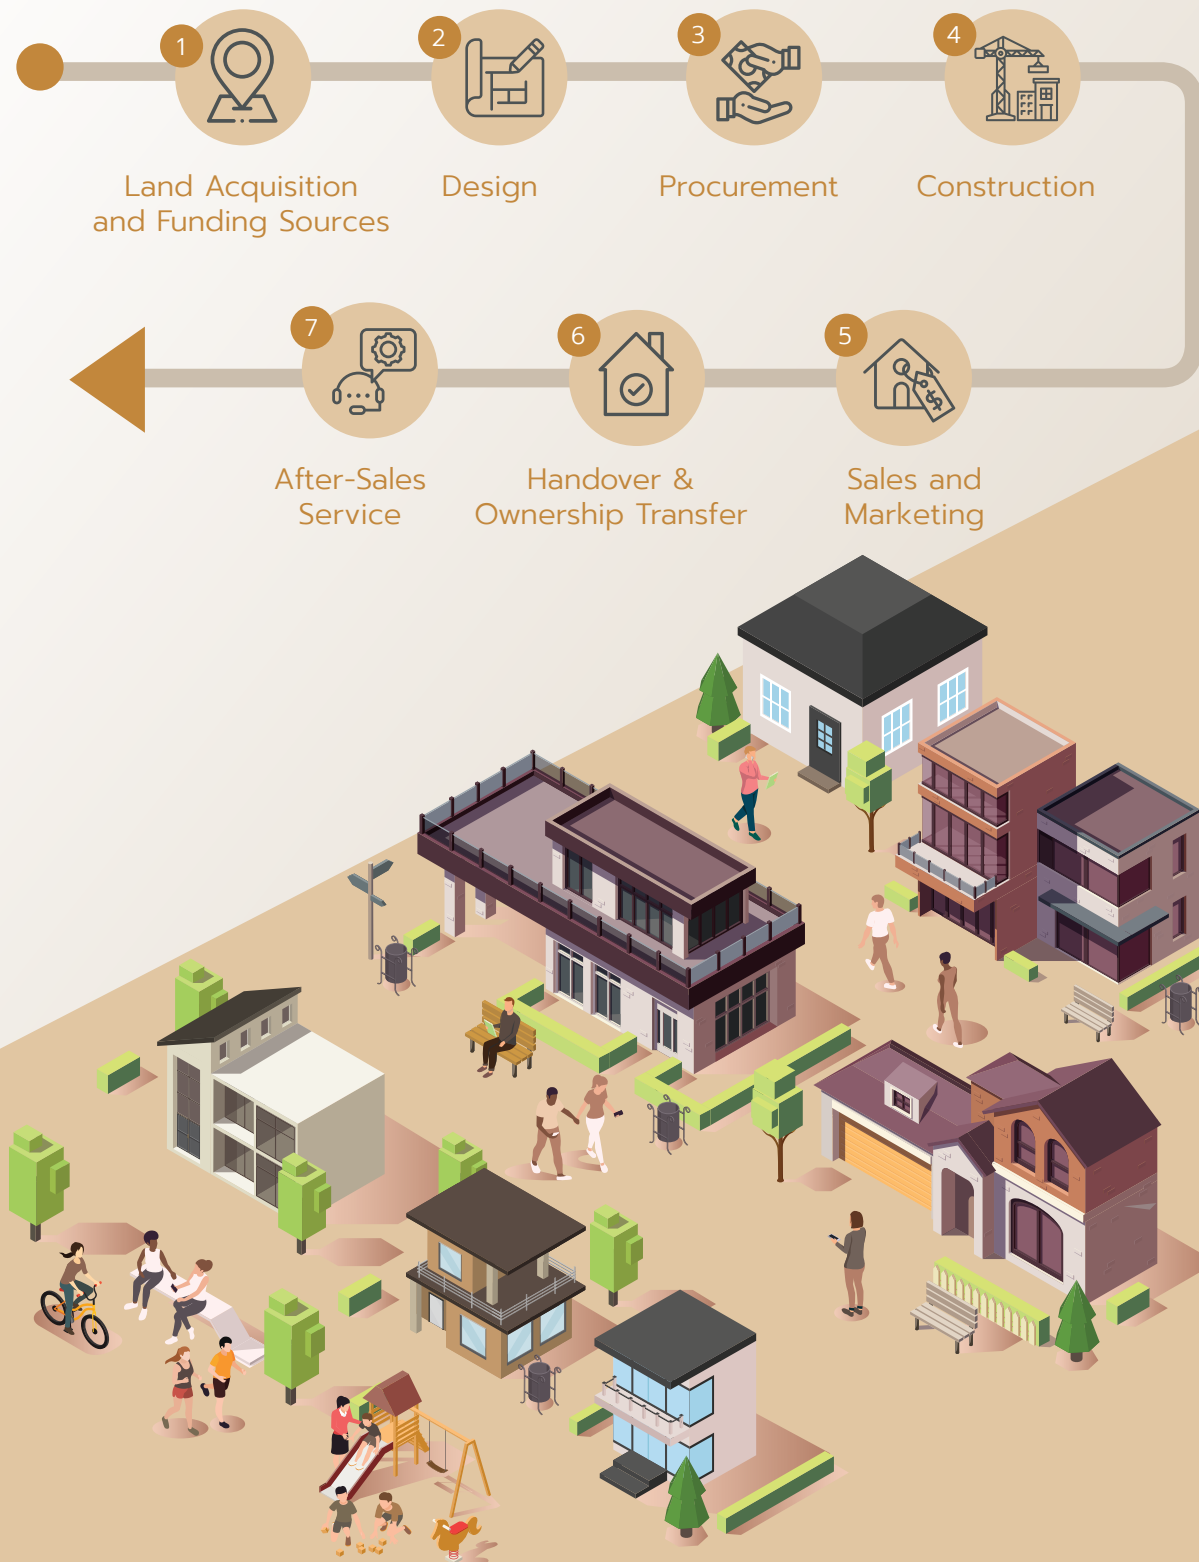 1
Land Acquisition
and Funding Sources
2
Design
3
Procurement
4
Construction
5
Sales and
Marketing
6
Handover &
Ownership Transfer
7
After-Sales
Service